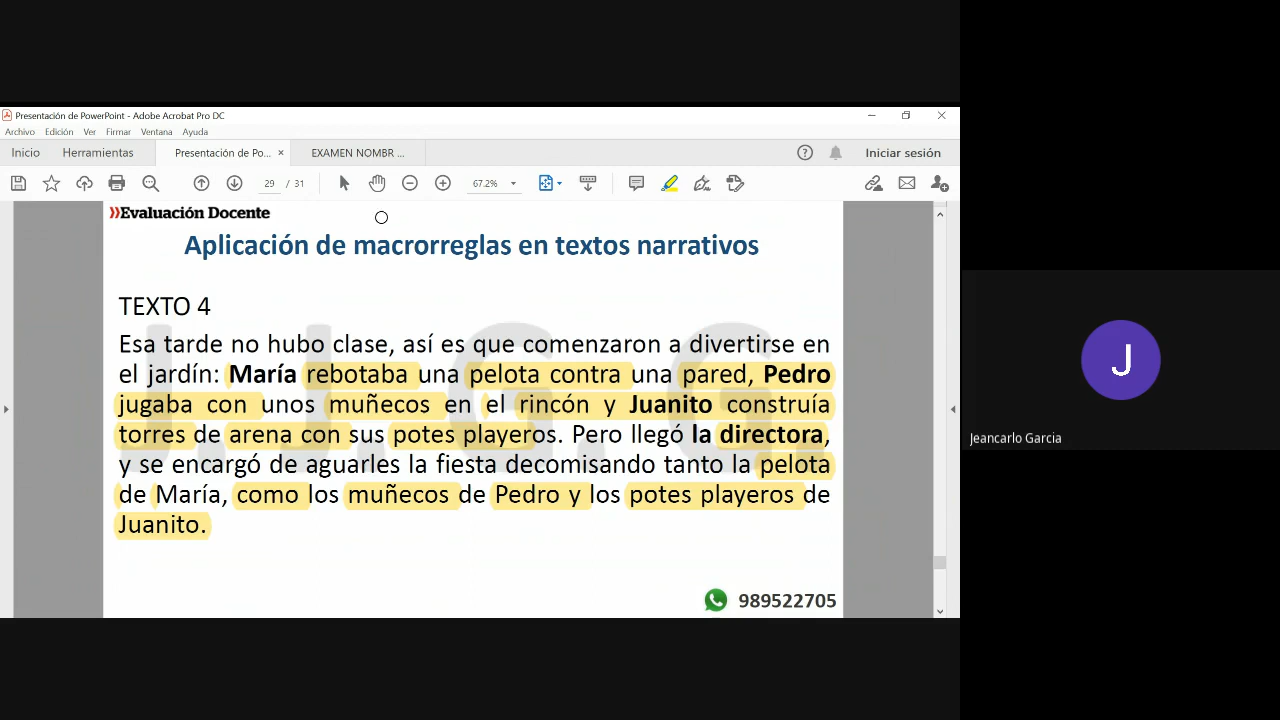 Presentación de PowerPoint - Adobe Acrobat Pro DC
Archivo Edición Ver Firmar Ventana Ayuda
Inicio Herramientas Presentación de Po... × EXAMEN NOMBR ... Iniciar sesión
29 / 31 67.2%
»Evaluación Docente
Aplicación de macrorreglas en textos narrativos
TEXTO 4
Esa tarde no hubo clase, así es que comenzaron a divertirse en
el jardín: María rebotaba una pelota contra una pared, Pedro
jugaba con unos muñecos en el rincón y Juanito construía
torres de arena con sus potes playeros. Pero llegó la directora,
y se encargó de aguarles la fiesta decomisando tanto la pelota
de María, como los muñecos de Pedro y los potes playeros de
Juanito.
J.J.G.G.
989522705
J
Jeancarlo Garcia